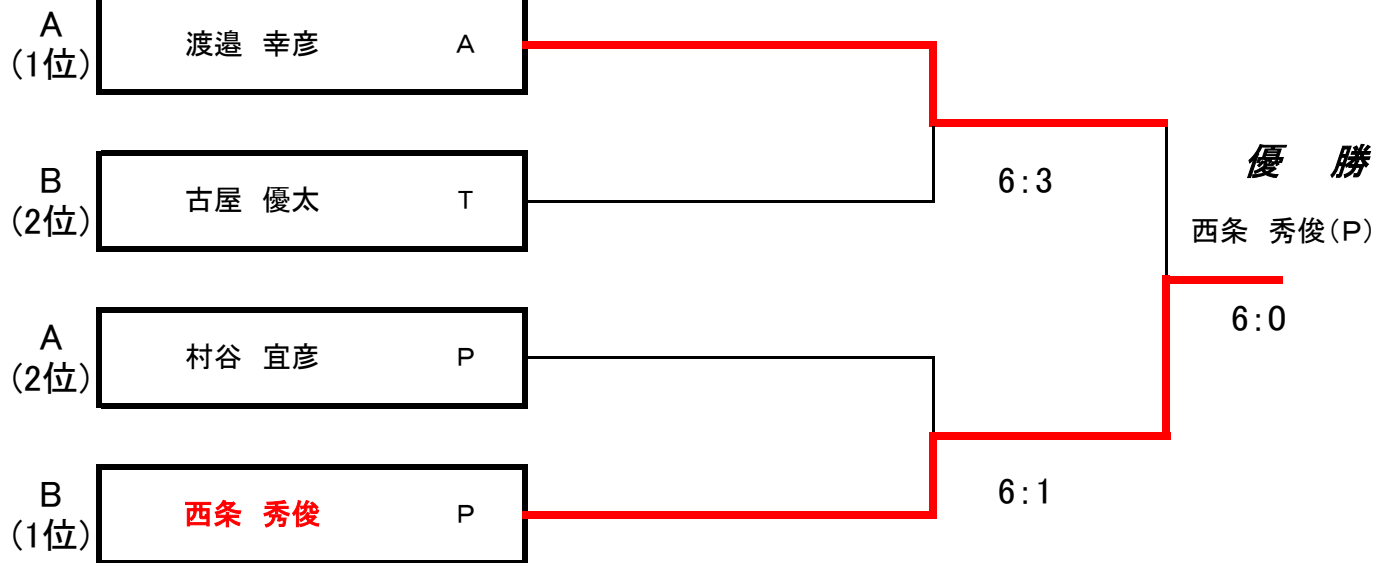 A
(1位)
渡邉 幸彦 A
B
(2位)
古屋 優太 T
6:3
優 勝
西条 秀俊(P)
6:0
A
(2位)
村谷 宜彦 P
B
(1位)
西条 秀俊 P
6:1